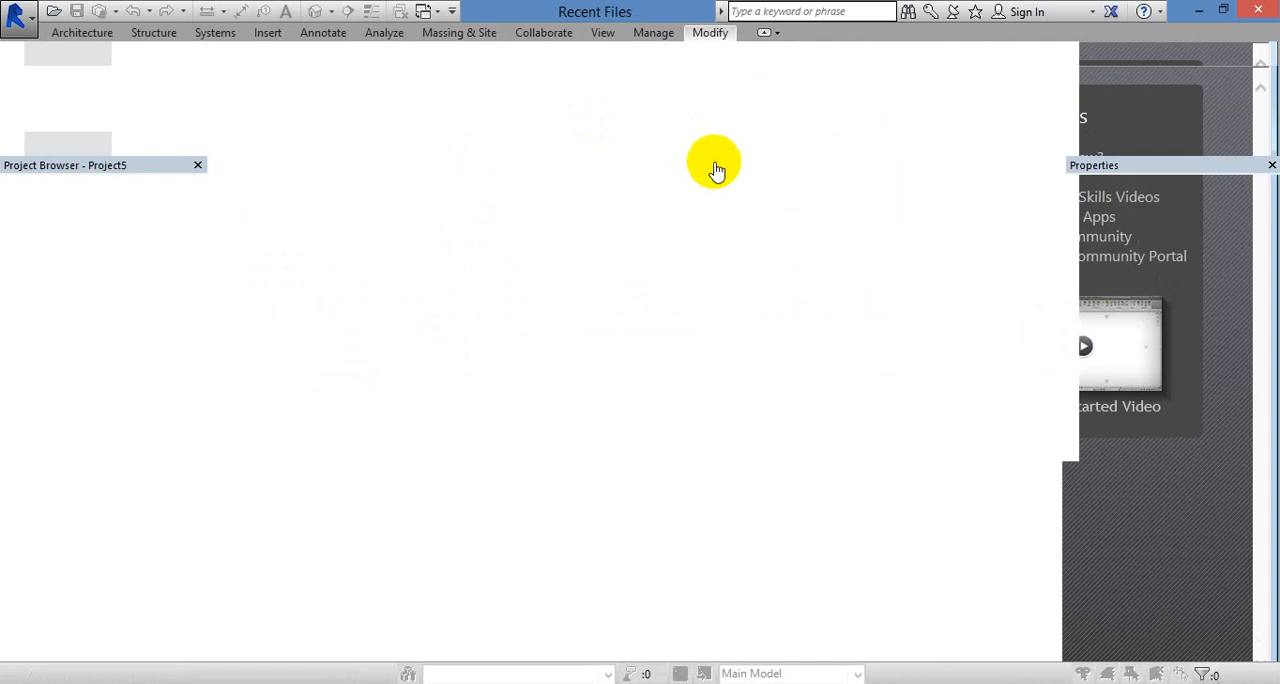 Recent Files
Type a keyword or phrase
Sign In
Architecture Structure Systems Insert Annotate Analyze Massing & Site Collaborate View Manage Modify
s
Project Browser - Project5
Properties
Skills Videos
Apps
mmunity
ommunity Portal
tarted Video
:0
Main Model
:0